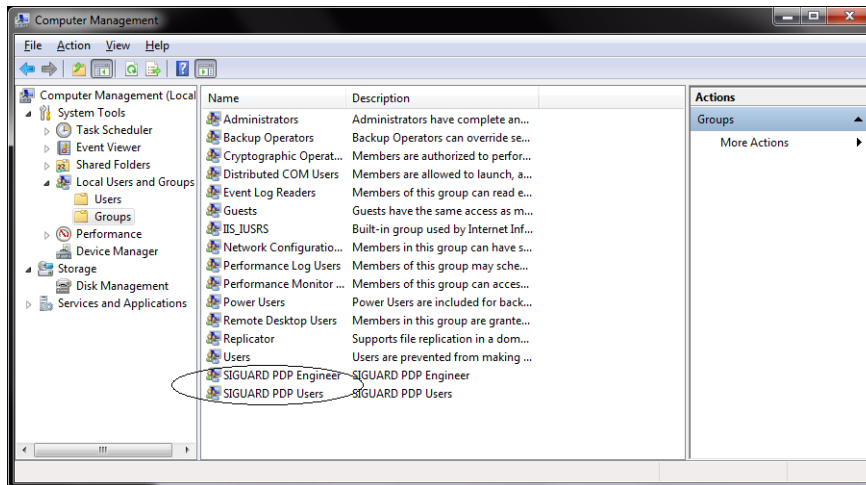 Computer Management
File Action View Help
Computer Management (Local
System Tools
Task Scheduler
Event Viewer
Shared Folders
Local Users and Groups
Users
Groups
Performance
Device Manager
Storage
Disk Management
Services and Applications
Name Description
Administrators Administrators have complete an...
Backup Operators Backup Operators can override se...
Cryptographic Operat... Members are authorized to perfor...
Distributed COM Users Members are allowed to launch, a...
Event Log Readers Members of this group can read e...
Guests Guests have the same access as m...
IIS_IUSRS Built-in group used by Internet Inf...
Network Configuratio... Members in this group can have s...
Performance Log Users Members of this group may sche...
Performance Monitor ... Members of this group can acces...
Power Users Power Users are included for back...
Remote Desktop Users Members in this group are grante...
Replicator Supports file replication in a dom...
Users Users are prevented from making ...
SIGUARD PDP Engineer SIGUARD PDP Engineer
SIGUARD PDP Users SIGUARD PDP Users
Actions
Groups
More Actions